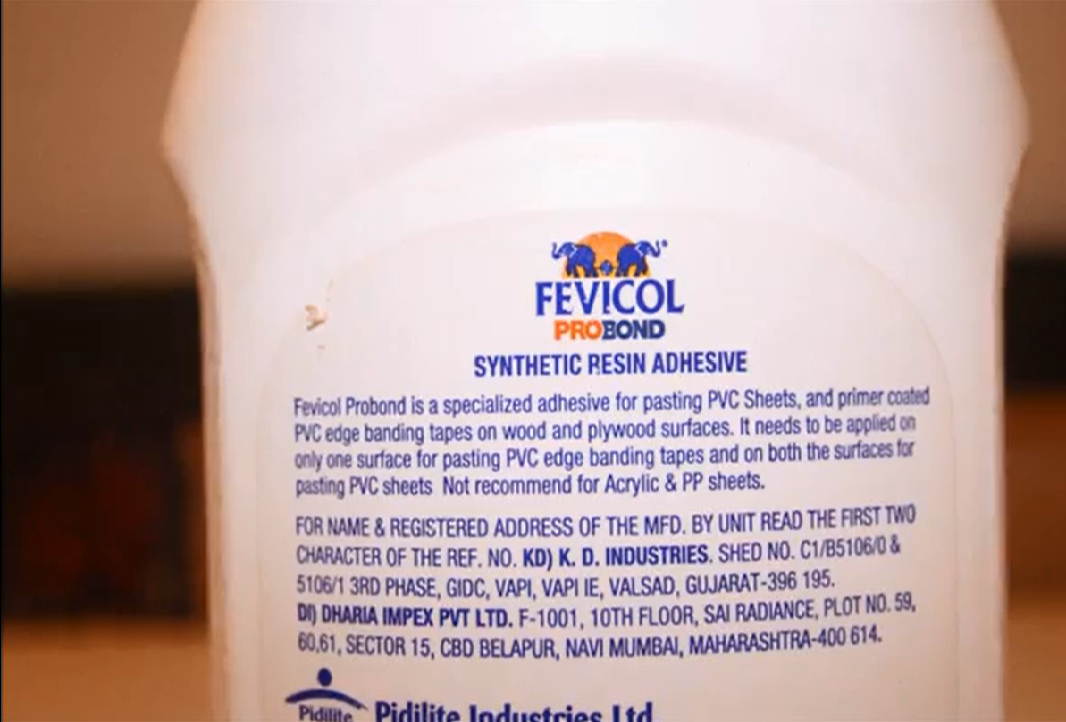 FEVICOL
PROBOND
SYNTHETIC RESIN ADHESIVE
Fevicol Probond is a specialized adhesive for pasting PVC Sheets, and primer coated
PVC edge banding tapes on wood and plywood surfaces. It needs to be applied on
only one surface for pasting PVC edge banding tapes and on both the surfaces for
pasting PVC sheets Not recommend for Acrylic & PP sheets.
FOR NAME & REGISTERED ADDRESS OF THE MFD. BY UNIT READ THE FIRST TWO
CHARACTER OF THE REF. NO. KD) K. D. INDUSTRIES. SHED NO. C1/B5106/0 &
5106/1 3RD PHASE, GIDC, VAPI, VAPI IE, VALSAD, GUJARAT-396 195.
DI) DHARIA IMPEX PVT LTD. F-1001, 10TH FLOOR, SAI RADIANCE, PLOT NO. 59,
60,61, SECTOR 15, CBD BELAPUR, NAVI MUMBAI, MAHARASHTRA-400 614.
Pidilite Pidilite Industries Ltd